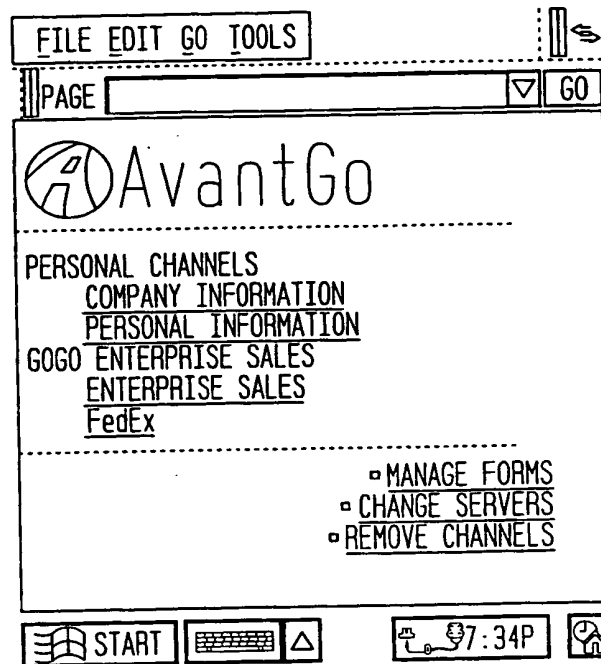 FILE EDIT GO TOOLS
PAGE GO
AvantGo
PERSONAL CHANNELS
COMPANY INFORMATION
PERSONAL INFORMATION
GOGO ENTERPRISE SALES
ENTERPRISE SALES
FedEx
MANAGE FORMS
CHANGE SERVERS
REMOVE CHANNELS
START 7:34P